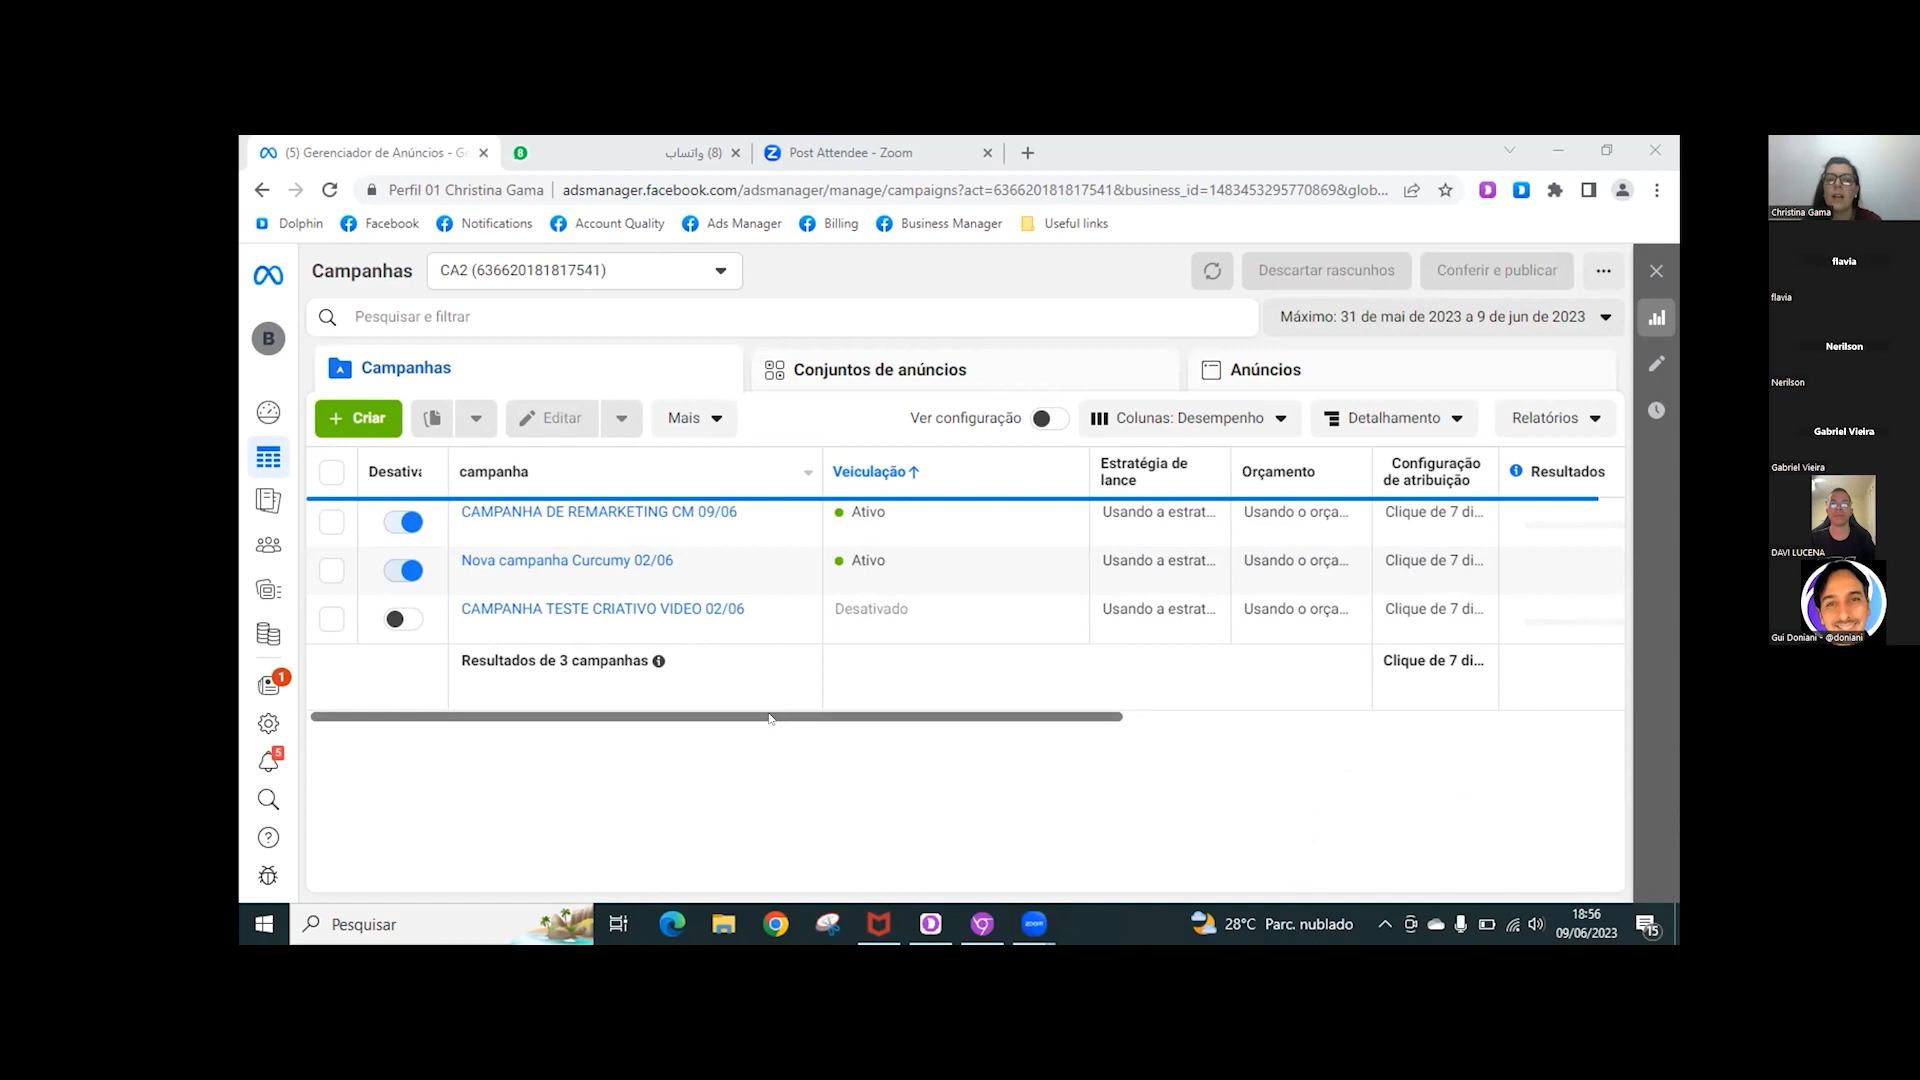 (5) Gerenciador de Anúncios - Ge
(8) واتساب
Post Attendee - Zoom
Perfil 01 Christina Gama
adsmanager.facebook.com/adsmanager/manage/campaigns?act=636620181817541&business_id=1483453295770869&glob...
Dolphin
Facebook
Notifications
Account Quality
Ads Manager
Billing
Business Manager
Useful links
Campanhas
CA2 (636620181817541)
Descartar rascunhos
Conferir e publicar
Pesquisar e filtrar
Máximo: 31 de mai de 2023 a 9 de jun de 2023
B
Campanhas
Conjuntos de anúncios
Anúncios
+ Criar
Editar
Mais
Ver configuração
Colunas: Desempenho
Detalhamento
Relatórios
Desativa
campanha
Veiculação↑
Estratégia de lance
Orçamento
Configuração de atribuição
Resultados
CAMPANHA DE REMARKETING CM 09/06
Ativo
Usando a estrat...
Usando o orça...
Clique de 7 di...
Nova campanha Curcumy 02/06
Ativo
Usando a estrat...
Usando o orça...
Clique de 7 di...
CAMPANHA TESTE CRIATIVO VIDEO 02/06
Desativado
Usando a estrat...
Usando o orça...
Clique de 7 di...
Resultados de 3 campanhas
Clique de 7 di...
1
5
Pesquisar
zoom
28°C Parc. nublado
18:56
09/06/2023
15
Christina Gama
flavia
flavia
Nerilson
Nerilson
Gabriel Vieira
Gabriel Vieira
DAVI LUCENA
Gui Doniani - @doniani